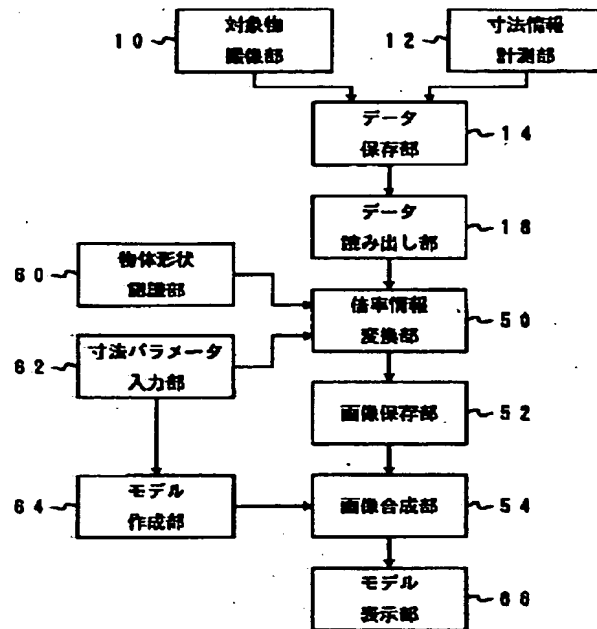 10
対象物
撮像部
12
寸法情報
計測部
データ
保存部
14
データ
読み出し部
18
60
物体形状
認識部
倍率情報
変換部
50
62
寸法パラメータ
入力部
画像保存部
52
64
モデル
作成部
画像合成部
54
モデル
表示部